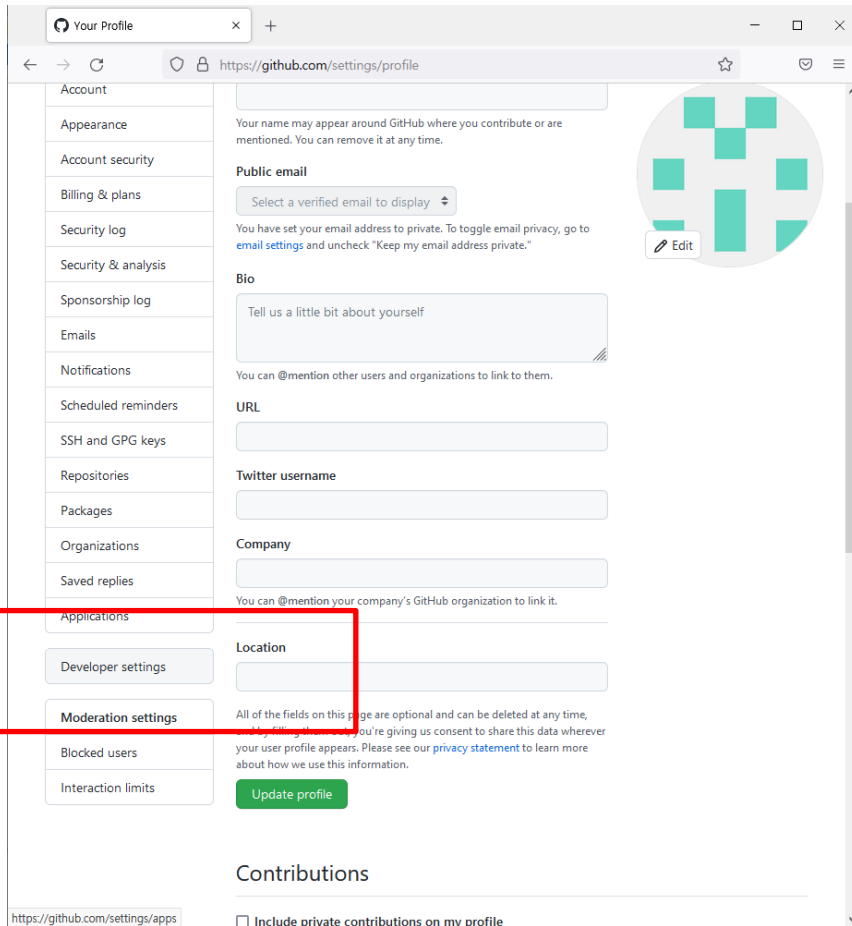 Your Profile
https://github.com/settings/profile
Account
Appearance
Account security
Billing & plans
Security log
Security & analysis
Sponsorship log
Emails
Notifications
Scheduled reminders
SSH and GPG keys
Repositories
Packages
Organizations
Saved replies
Applications
Developer settings
Moderation settings
Blocked users
Interaction limits
Your name may appear around GitHub where you contribute or are
mentioned. You can remove it at any time.
Public email
Select a verified email to display
You have set your email address to private. To toggle email privacy, go to
email settings and uncheck "Keep my email address private."
Bio
Tell us a little bit about yourself
You can @mention other users and organizations to link to them.
URL
Twitter username
Company
You can @mention your company's GitHub organization to link it.
Location
All of the fields on this page are optional and can be deleted at any time,
and by filling them out, you're giving us consent to share this data wherever
your user profile appears. Please see our privacy statement to learn more
about how we use this information.
Update profile
Contributions
Include private contributions on my profile
Edit
https://github.com/settings/apps